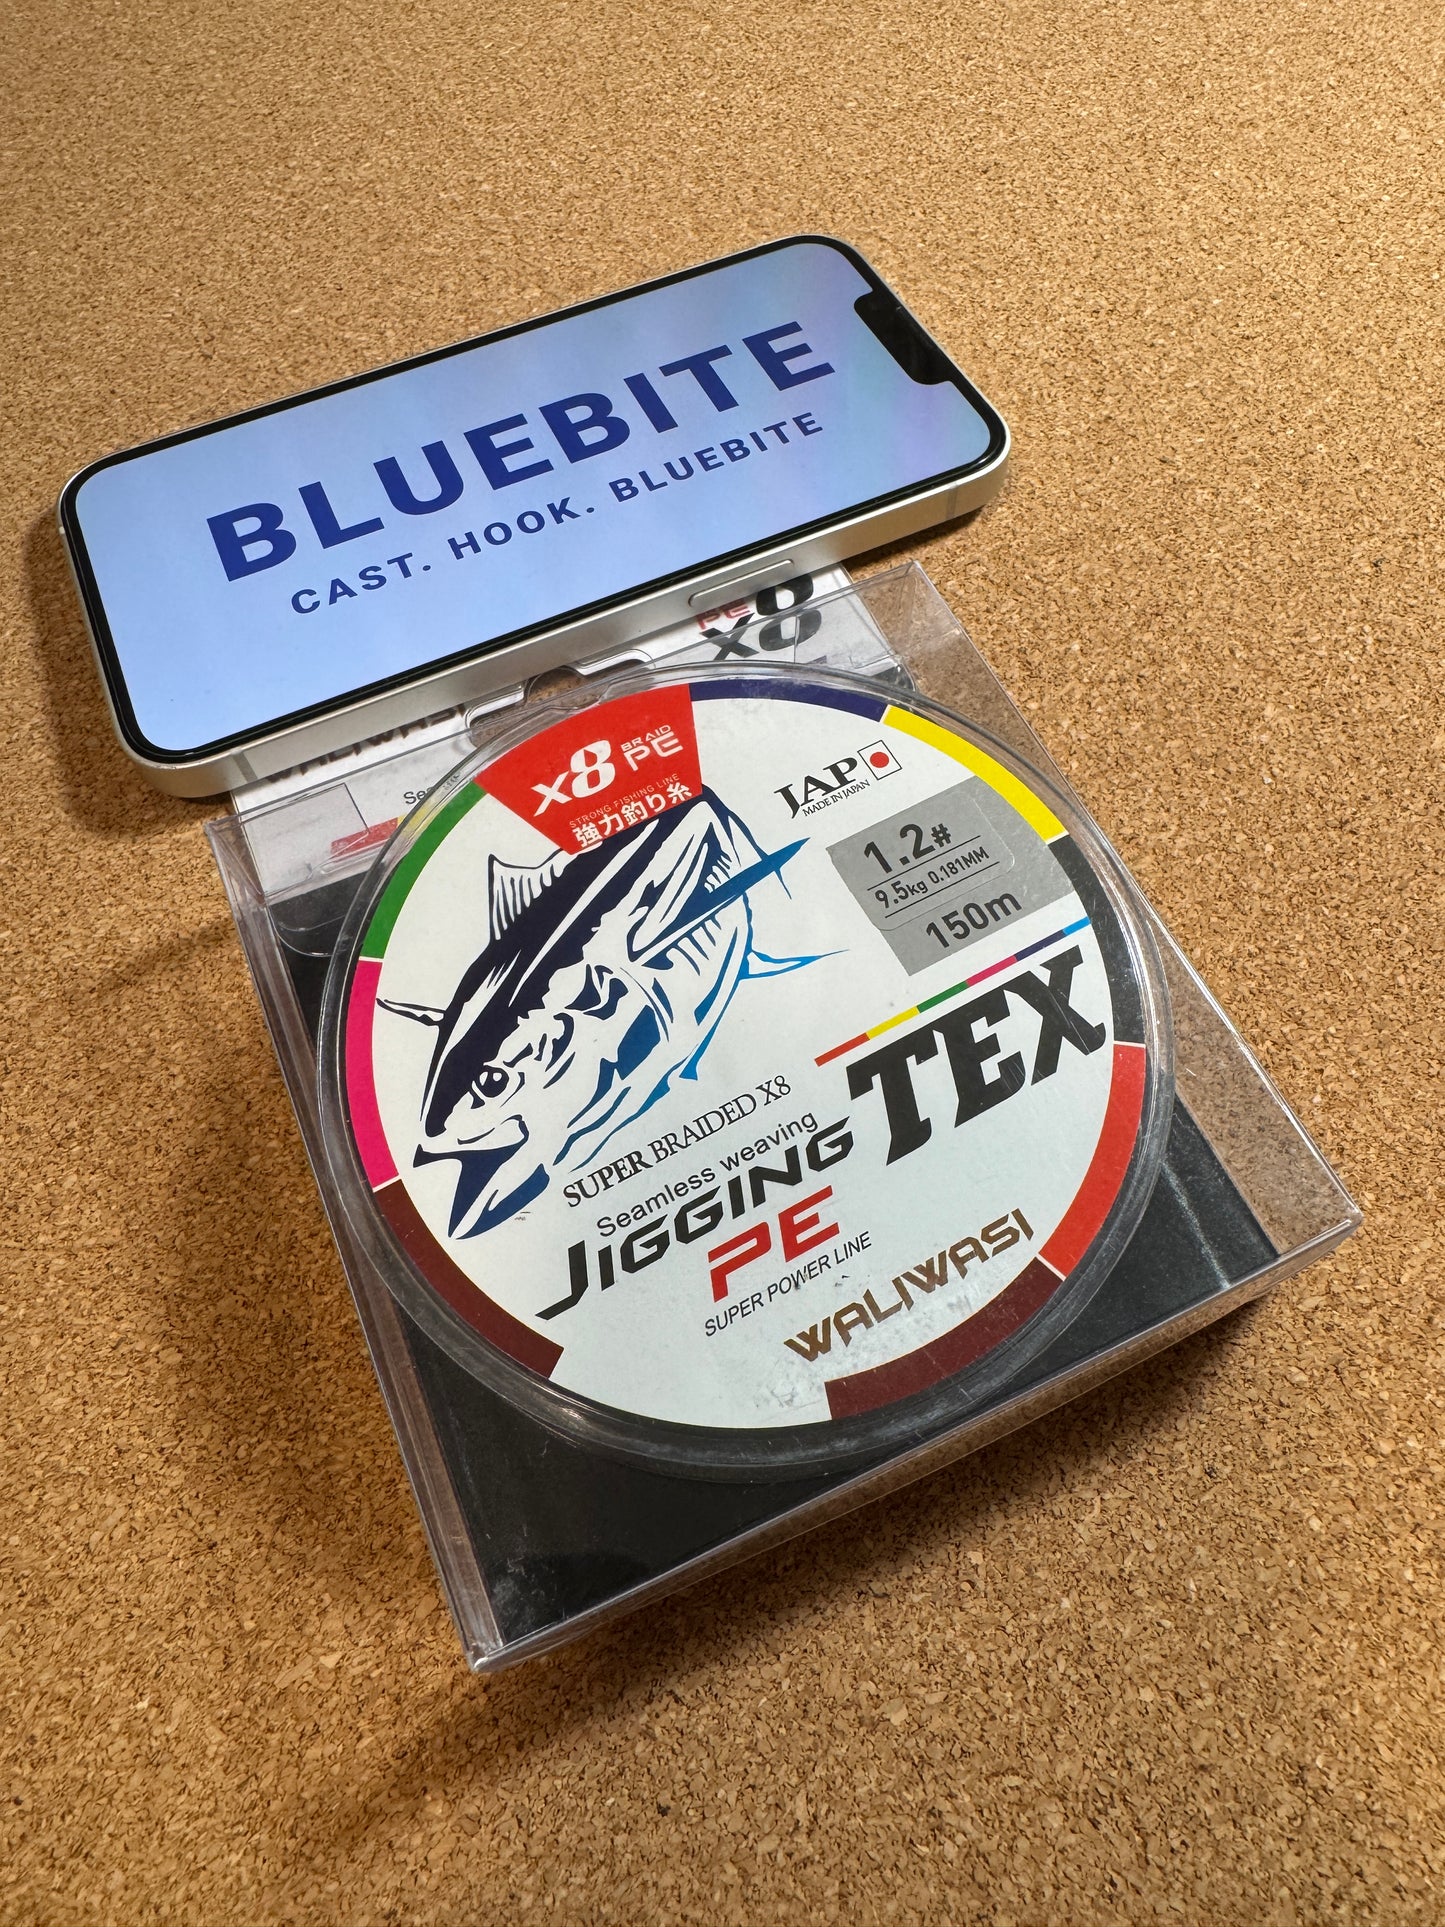 BLUEBITE
CAST. HOOK. BLUEBITE
PE
X8
WALIWASI
X8 BRAID PE
STRONG FISHING LINE
強力釣り糸
JAP
MADE IN JAPAN
1.2#
9.5kg 0.181MM
150m
TEX
SUPER BRAIDED X8
Seamless weaving
JIGGING
PE
SUPER POWER LINE
WALIWASI